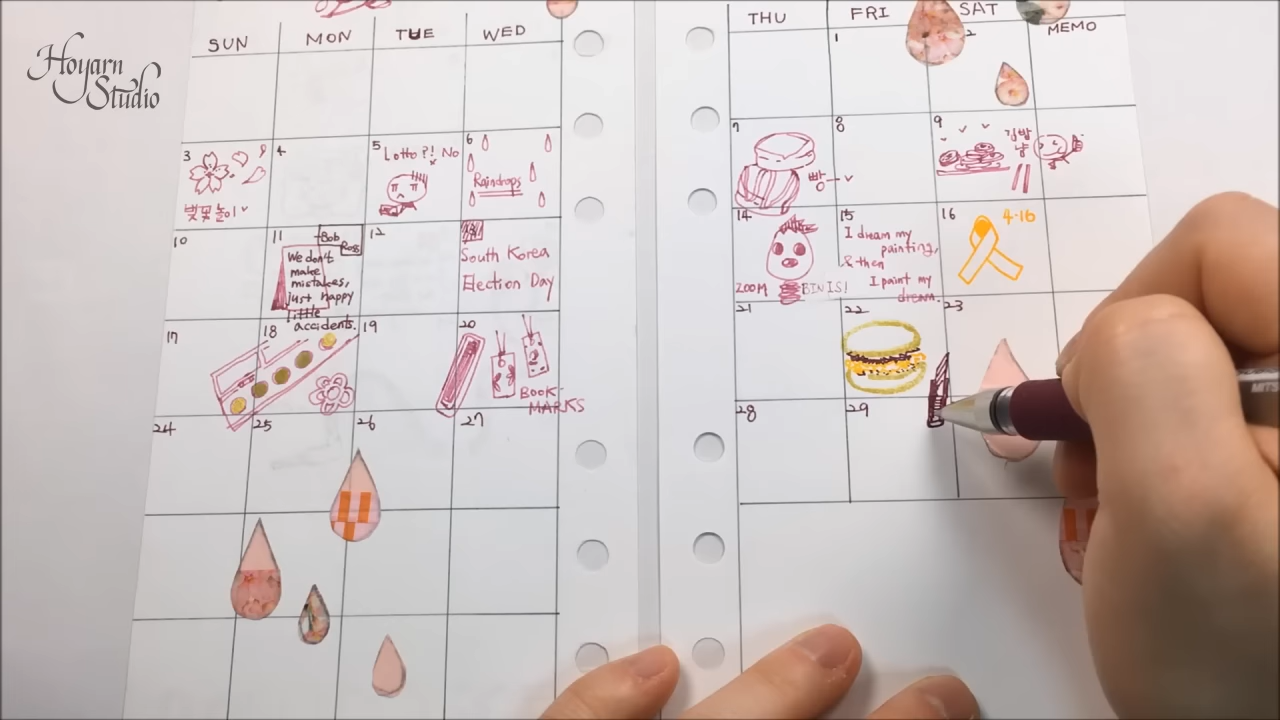 Hoyarn
Studio
SUN MON TUE WED
3
벚꽃놀이
4
5
Lotto?! No
6
Raindrops
10
11
Bob
Ross
We don't
make
mistakes,
just happy
little
accidents.
12
South Korea
Election Day
17
18
19
20
BOOK-
MARKS
24
25
26
27
THU FRI SAT MEMO
1
2
7
빵
8
9
김밥
냠
14
ZOOM
BINIS!
15
I dream my
painting,
& then
I paint my
dream.
16
4·16
21
22
23
28
29
MITS